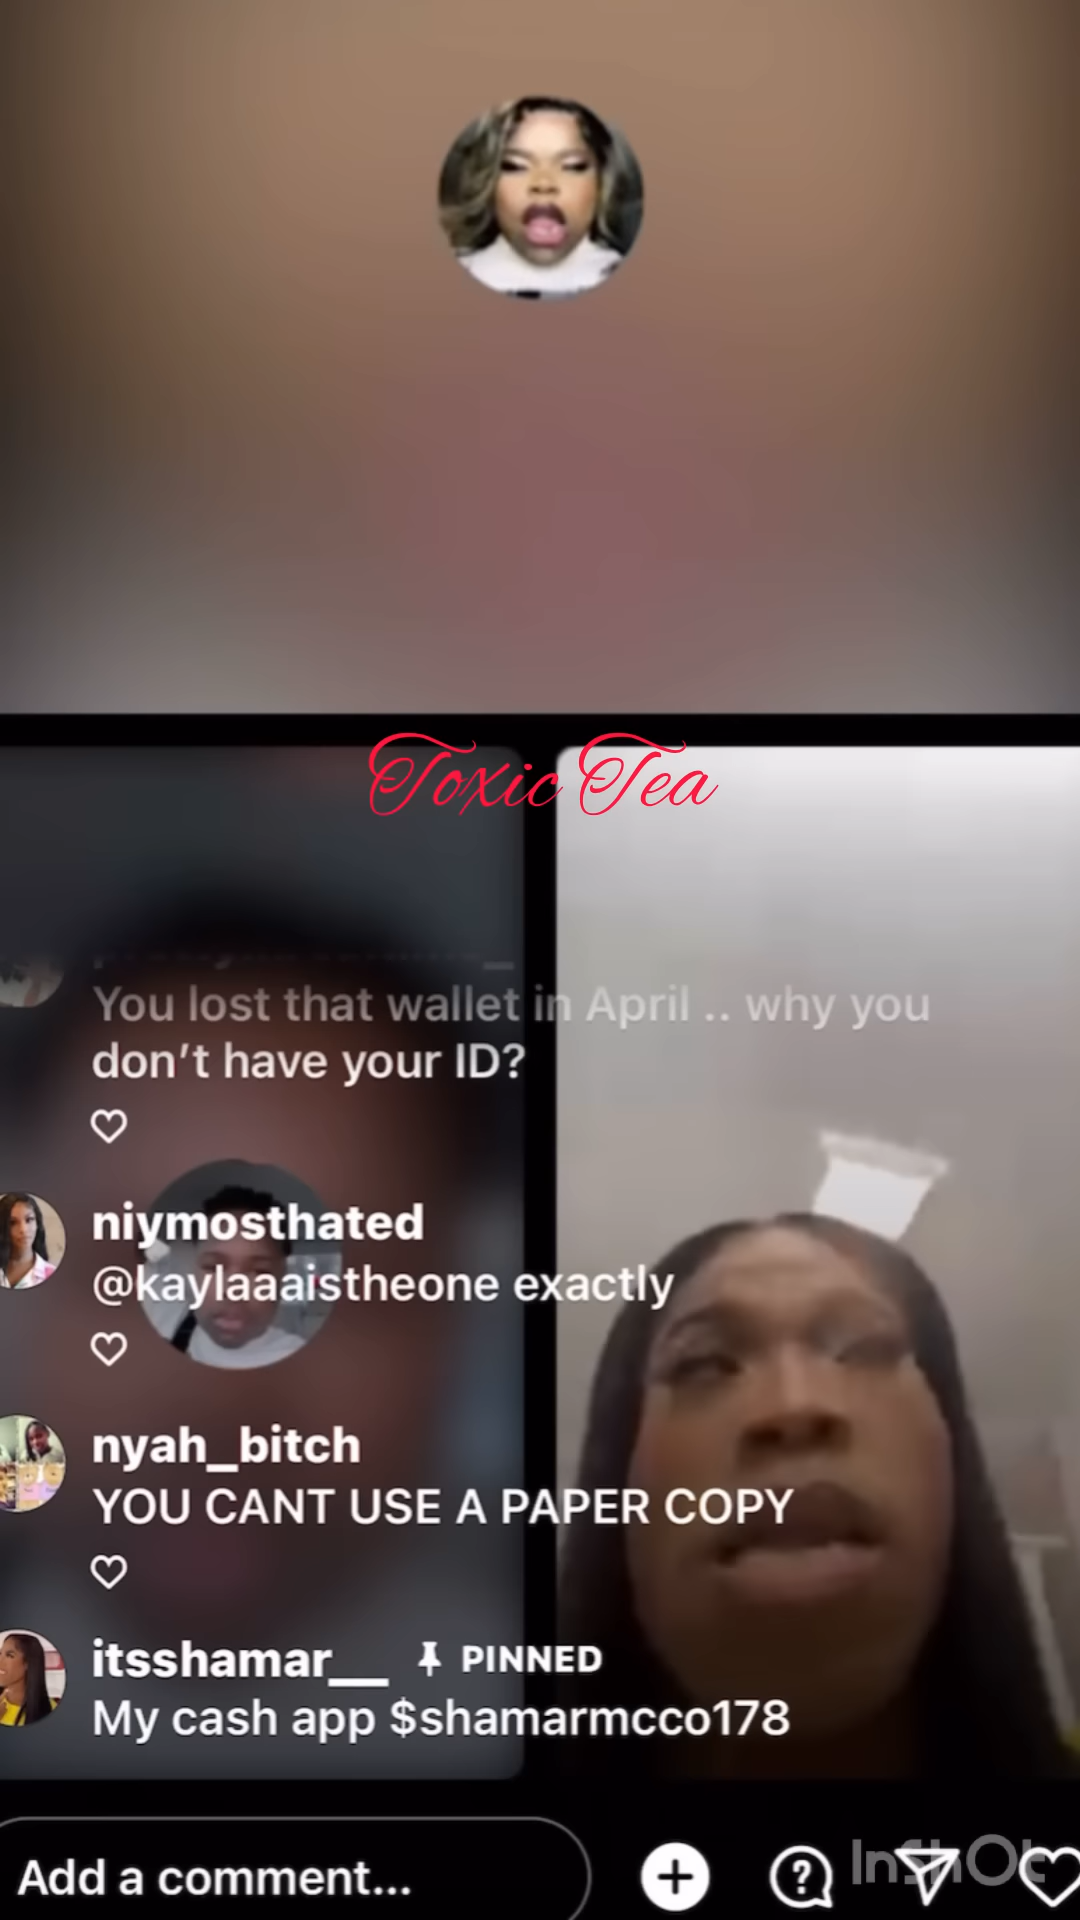 Toxic Tea
You lost that wallet in April .. why you
don’t have your ID?
niymosthated
@kaylaaaistheone exactly
nyah_bitch
YOU CANT USE A PAPER COPY
itsshamar__ PINNED
My cash app $shamarmcco178
Add a comment...
InShOt